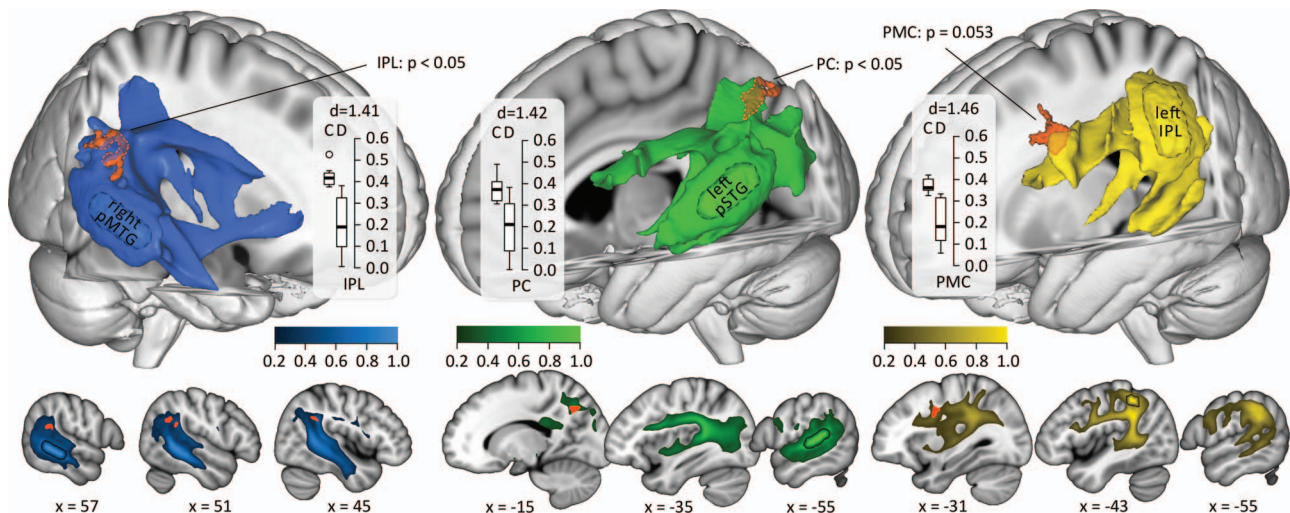 IPL: p < 0.05
d=1.41
CD
0.6
0.5
0.4
0.3
0.2
0.1
0.0
IPL
right
pMTG
0.2 0.4 0.6 0.8 1.0
x = 57
x = 51
x = 45
PC: p < 0.05
d=1.42
CD
0.6
0.5
0.4
0.3
0.2
0.1
0.0
PC
left
pSTG
0.2 0.4 0.6 0.8 1.0
x = -15
x = -35
x = -55
PMC: p = 0.053
d=1.46
CD
0.6
0.5
0.4
0.3
0.2
0.1
0.0
PMC
left
IPL
0.2 0.4 0.6 0.8 1.0
x = -31
x = -43
x = -55